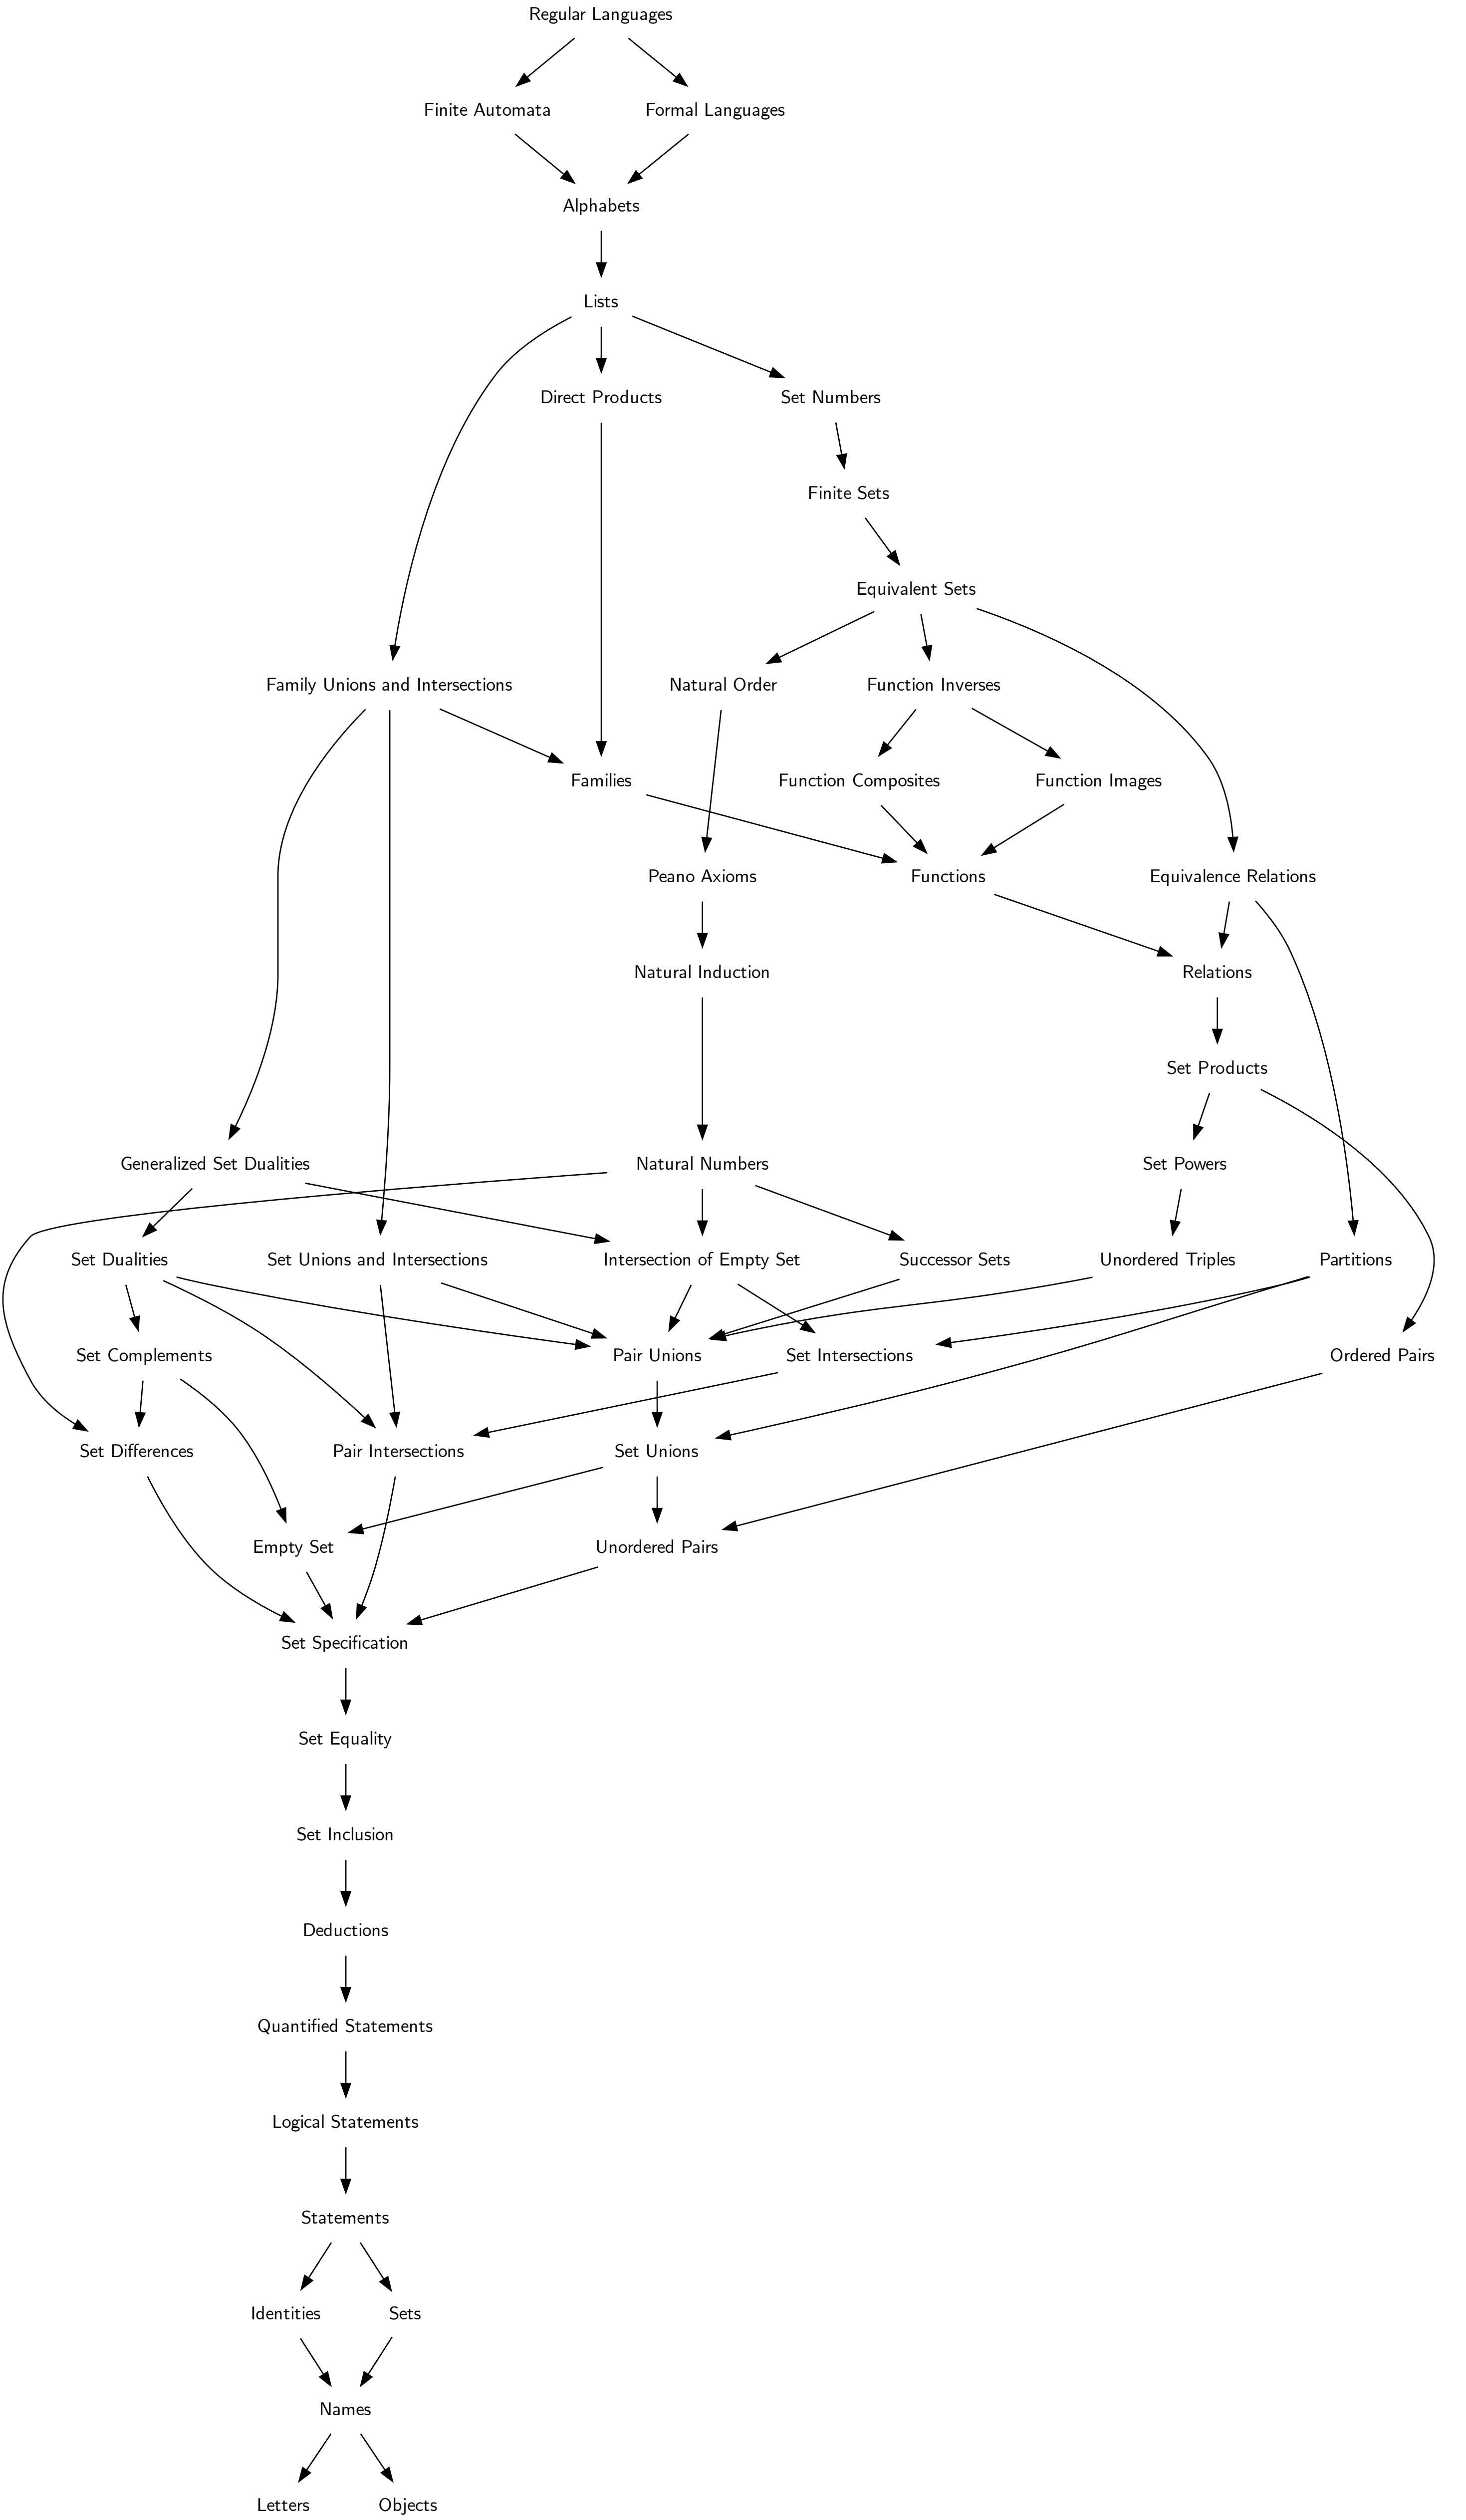 Regular Languages
Finite Automata
Formal Languages
Alphabets
Lists
Direct Products
Set Numbers
Finite Sets
Equivalent Sets
Family Unions and Intersections
Natural Order
Function Inverses
Families
Function Composites
Function Images
Peano Axioms
Functions
Equivalence Relations
Natural Induction
Relations
Set Products
Generalized Set Dualities
Natural Numbers
Set Powers
Set Dualities
Set Unions and Intersections
Intersection of Empty Set
Successor Sets
Unordered Triples
Partitions
Set Complements
Pair Unions
Set Intersections
Ordered Pairs
Set Differences
Pair Intersections
Set Unions
Empty Set
Unordered Pairs
Set Specification
Set Equality
Set Inclusion
Deductions
Quantified Statements
Logical Statements
Statements
Identities
Sets
Names
Letters
Objects